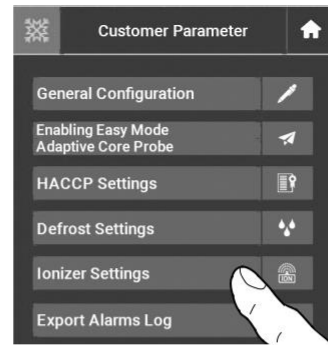 Customer Parameter
General Configuration
Enabling Easy Mode
Adaptive Core Probe
HACCP Settings
Defrost Settings
Ionizer Settings
ION
Export Alarms Log